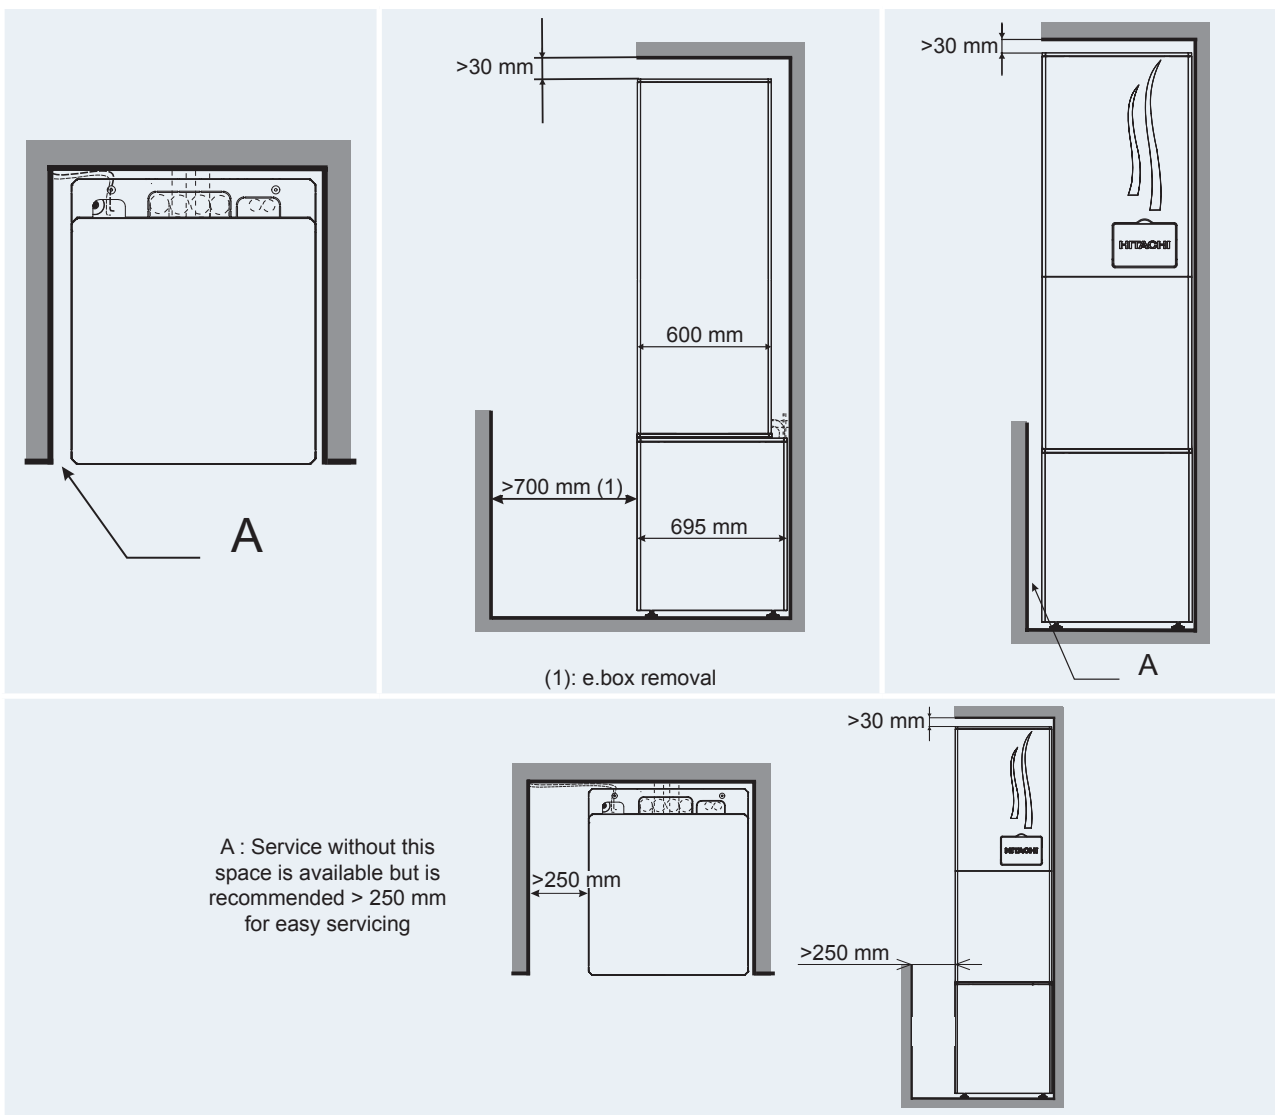 A
>30 mm
600 mm
>700 mm (1)
695 mm
(1): e.box removal
>30 mm
HITACHI
A
A : Service without this
space is available but is
recommended > 250 mm
for easy servicing
>250 mm
>30 mm
HITACHI
>250 mm